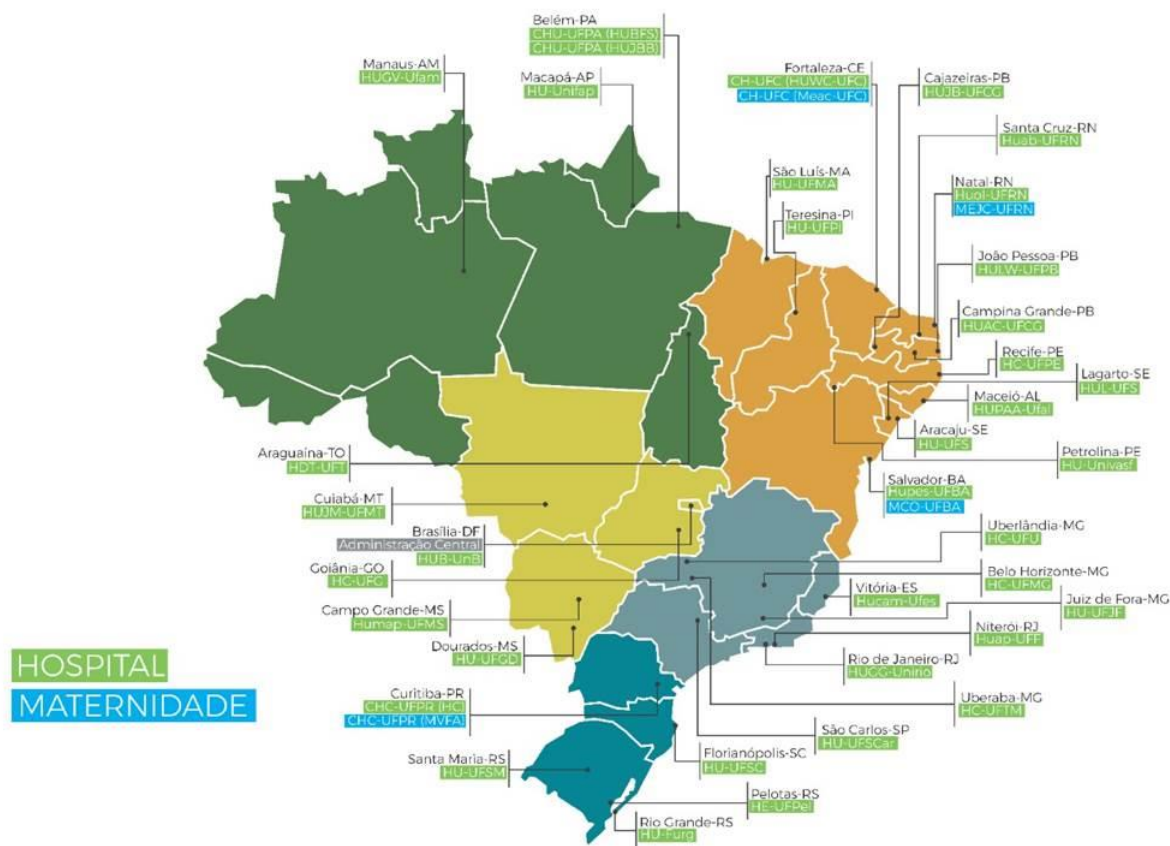 Belém-PA
CHU-UFPA (HUBFS)
CHU-UFPA (HUJBB)
Manaus-AM
HUGV-Ufam
Macapá-AP
HU-Unifap
Fortaleza-CE
CH-UFC (HUWC-UFC)
CH-UFC (Meac-UFC)
Cajazeiras-PB
HUJB-UFCG
Santa Cruz-RN
Huab-UFRN
São Luís-MA
HU-UFMA
Natal-RN
Huol-UFRN
MEJC-UFRN
Teresina-PI
HU-UFPI
João Pessoa-PB
HULW-UFPB
Campina Grande-PB
HUAC-UFCG
Recife-PE
HC-UFPE
Lagarto-SE
HUL-UFS
Maceió-AL
HUPAA-Ufal
Aracaju-SE
HU-UFS
Petrolina-PE
HU-Univasf
Salvador-BA
Hupes-UFBA
MCO-UFBA
Araguaína-TO
HDT-UFT
Cuiabá-MT
HUJM-UFMT
Brasília-DF
Administração Central
HUB-UnB
Goiânia-GO
HC-UFG
Campo Grande-MS
Humap-UFMS
Dourados-MS
HU-UFGD
Uberlândia-MG
HC-UFU
Belo Horizonte-MG
HC-UFMG
Vitória-ES
Hucam-Ufes
Juiz de Fora-MG
HU-UFJF
Niterói-RJ
Huap-UFF
Rio de Janeiro-RJ
HUGG-Unirio
Uberaba-MG
HC-UFTM
São Carlos-SP
HU-UFSCar
Florianópolis-SC
HU-UFSC
HOSPITAL
MATERNIDADE
Curitiba-PR
CHC-UFPR (HC)
CHC-UFPR (MVFA)
Santa Maria-RS
HU-UFSM
Pelotas-RS
HE-UFPel
Rio Grande-RS
HU-Furg